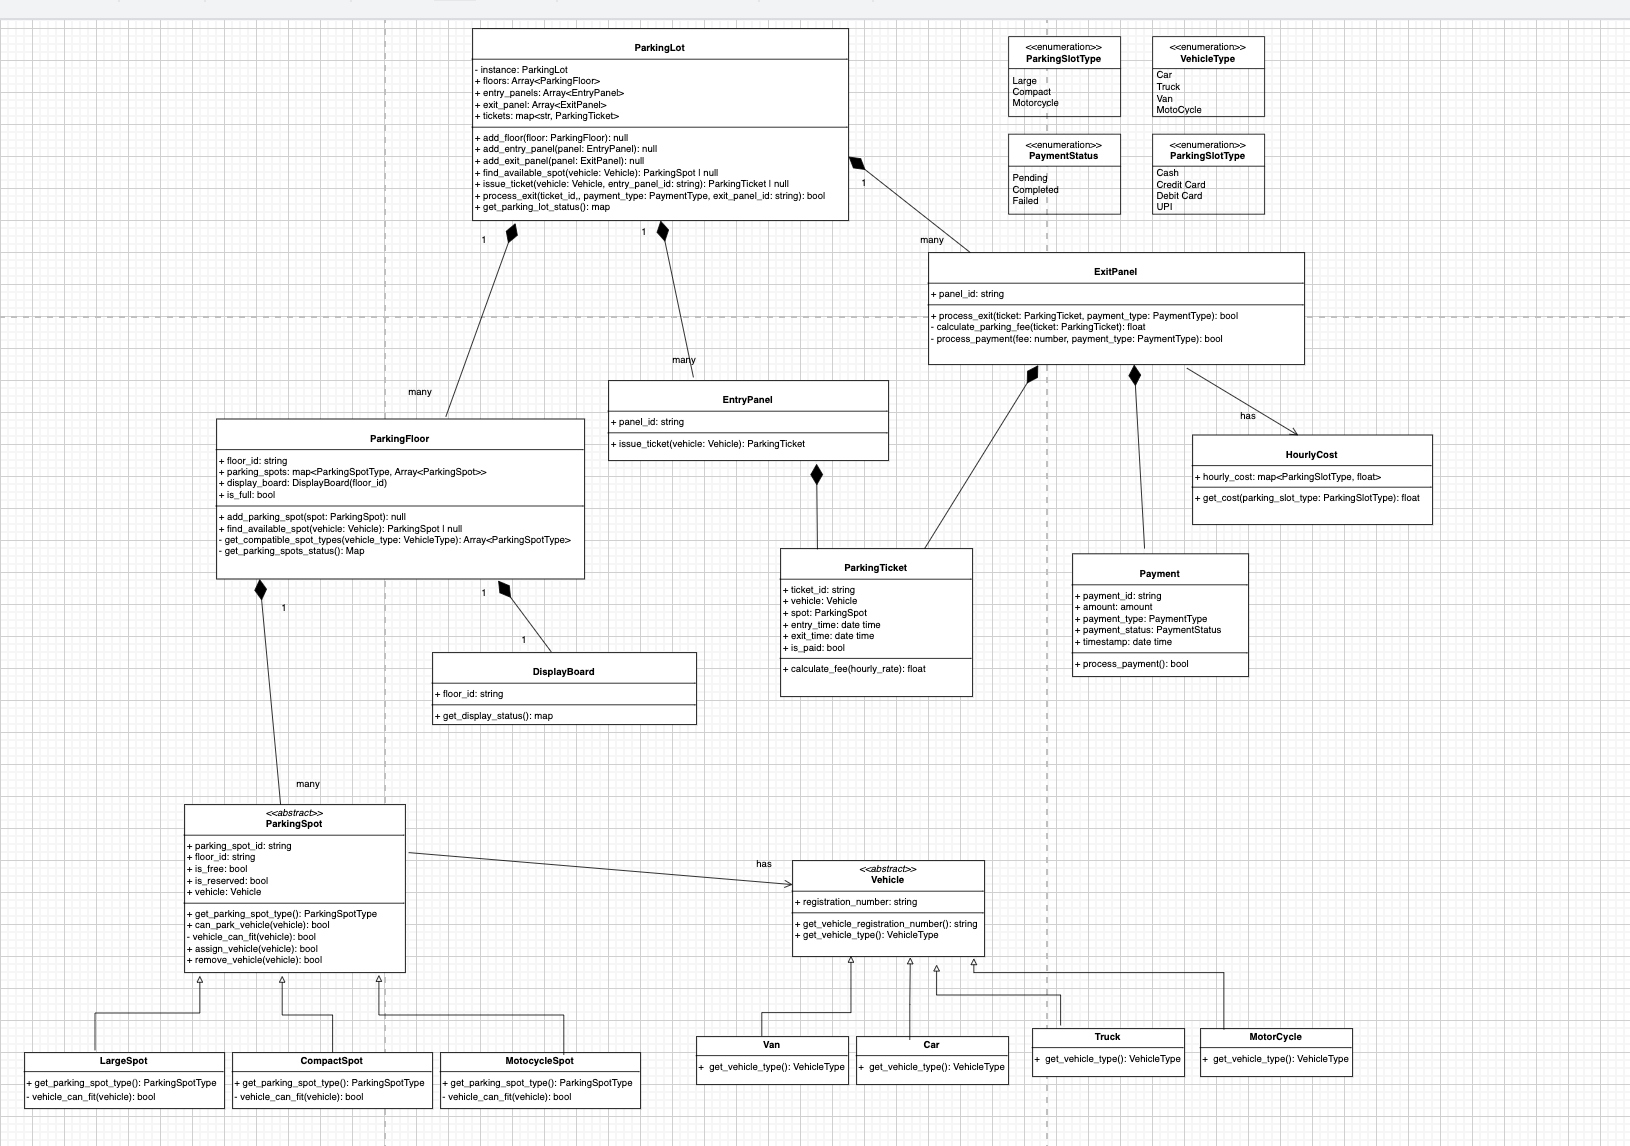 ParkingLot
- instance: ParkingLot
+ floors: Array<ParkingFloor>
+ entry_panels: Array<EntryPanel>
+ exit_panel: Array<ExitPanel>
+ tickets: map<str, ParkingTicket>
+ add_floor(floor: ParkingFloor): null
+ add_entry_panel(panel: EntryPanel): null
+ add_exit_panel(panel: ExitPanel): null
+ find_available_spot(vehicle: Vehicle): ParkingSpot | null
+ issue_ticket(vehicle: Vehicle, entry_panel_id: string): ParkingTicket | null
+ process_exit(ticket_id,, payment_type: PaymentType, exit_panel_id: string): bool
+ get_parking_lot_status(): map
<<enumeration>>
ParkingSlotType
Large
Compact
Motorcycle
<<enumeration>>
VehicleType
Car
Truck
Van
MotoCycle
<<enumeration>>
PaymentStatus
Pending
Completed
Failed
<<enumeration>>
ParkingSlotType
Cash
Credit Card
Debit Card
UPI
1
many
1
many
1
many
ExitPanel
+ panel_id: string
+ process_exit(ticket: ParkingTicket, payment_type: PaymentType): bool
- calculate_parking_fee(ticket: ParkingTicket): float
- process_payment(fee: number, payment_type: PaymentType): bool
EntryPanel
+ panel_id: string
+ issue_ticket(vehicle: Vehicle): ParkingTicket
has
HourlyCost
+ hourly_cost: map<ParkingSlotType, float>
+ get_cost(parking_slot_type: ParkingSlotType): float
ParkingFloor
+ floor_id: string
+ parking_spots: map<ParkingSpotType, Array<ParkingSpot>>
+ display_board: DisplayBoard(floor_id)
+ is_full: bool
+ add_parking_spot(spot: ParkingSpot): null
+ find_available_spot(vehicle: Vehicle): ParkingSpot | null
- get_compatible_spot_types(vehicle_type: VehicleType): Array<ParkingSpotType>
- get_parking_spots_status(): Map
ParkingTicket
+ ticket_id: string
+ vehicle: Vehicle
+ spot: ParkingSpot
+ entry_time: date time
+ exit_time: date time
+ is_paid: bool
+ calculate_fee(hourly_rate): float
Payment
+ payment_id: string
+ amount: amount
+ payment_type: PaymentType
+ payment_status: PaymentStatus
+ timestamp: date time
+ process_payment(): bool
1
many
1
1
DisplayBoard
+ floor_id: string
+ get_display_status(): map
<<abstract>>
ParkingSpot
+ parking_spot_id: string
+ floor_id: string
+ is_free: bool
+ is_reserved: bool
+ vehicle: Vehicle
+ get_parking_spot_type(): ParkingSpotType
+ can_park_vehicle(vehicle): bool
- vehicle_can_fit(vehicle): bool
+ assign_vehicle(vehicle): bool
+ remove_vehicle(vehicle): bool
has
<<abstract>>
Vehicle
+ registration_number: string
+ get_vehicle_registration_number(): string
+ get_vehicle_type(): VehicleType
LargeSpot
+ get_parking_spot_type(): ParkingSpotType
- vehicle_can_fit(vehicle): bool
CompactSpot
+ get_parking_spot_type(): ParkingSpotType
- vehicle_can_fit(vehicle): bool
MotocycleSpot
+ get_parking_spot_type(): ParkingSpotType
- vehicle_can_fit(vehicle): bool
Van
+ get_vehicle_type(): VehicleType
Car
+ get_vehicle_type(): VehicleType
Truck
+ get_vehicle_type(): VehicleType
MotorCycle
+ get_vehicle_type(): VehicleType